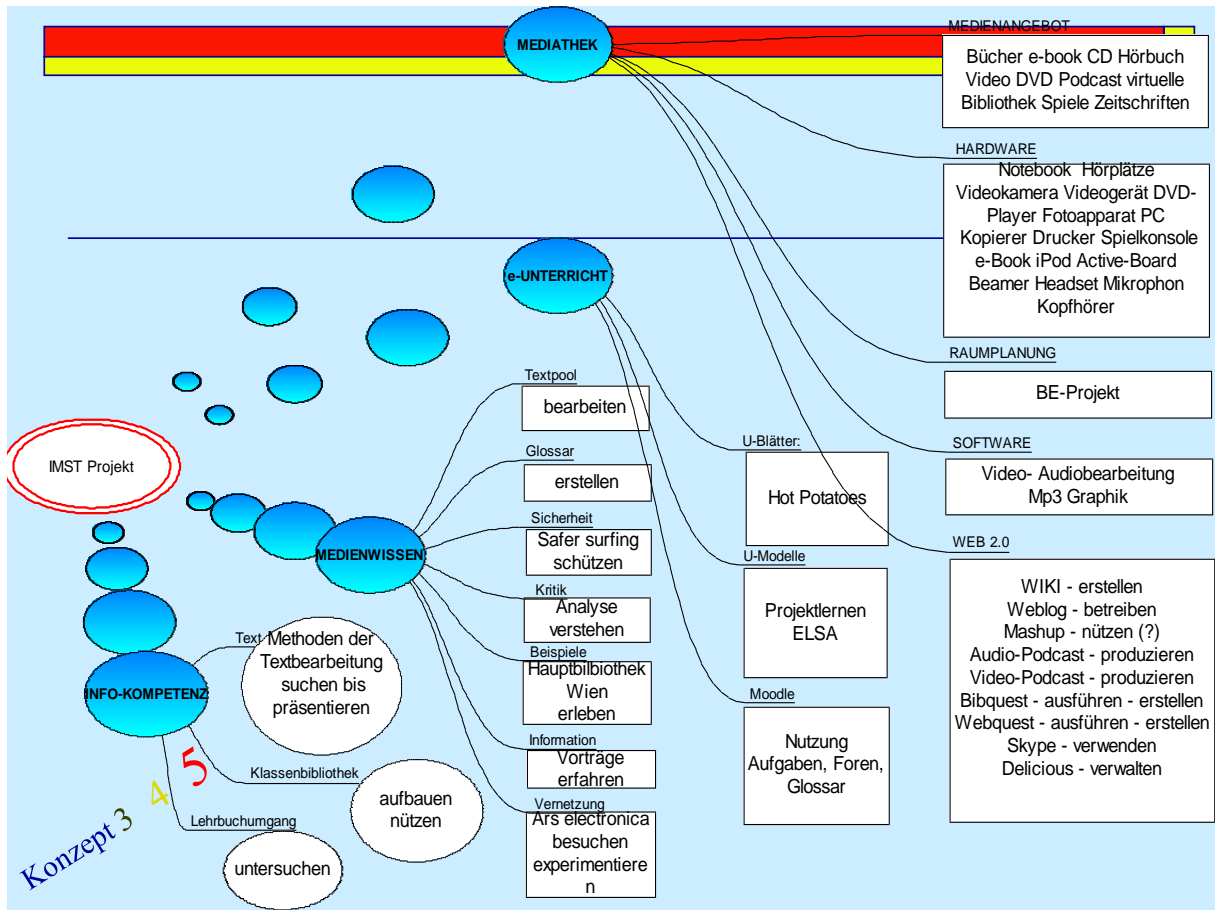 MEDIATHEK
MEDIENANGEBOT
Bücher e-book CD Hörbuch
Video DVD Podcast virtuelle
Bibliothek Spiele Zeitschriften
HARDWARE
Notebook Hörplätze
Videokamera Videogerät DVD-
Player Fotoapparat PC
Kopierer Drucker Spielkonsole
e-Book iPod Active-Board
Beamer Headset Mikrophon
Kopfhörer
RAUMPLANUNG
BE-Projekt
SOFTWARE
Video- Audiobearbeitung
Mp3 Graphik
WEB 2.0
WIKI - erstellen
Weblog - betreiben
Mashup - nützen (?)
Audio-Podcast - produzieren
Video-Podcast - produzieren
Bibquest - ausführen - erstellen
Webquest - ausführen - erstellen
Skype - verwenden
Delicious - verwalten
e-UNTERRICHT
U-Blätter:
Hot Potatoes
U-Modelle
Projektlernen
ELSA
Moodle
Nutzung
Aufgaben, Foren,
Glossar
IMST Projekt
MEDIENWISSEN
Textpool
bearbeiten
Glossar
erstellen
Sicherheit
Safer surfing
schützen
Kritik
Analyse
verstehen
Beispiele
Hauptbilbiothek
Wien
erleben
Information
Vorträge
erfahren
Vernetzung
Ars electronica
besuchen
experimentiere
n
INFO-KOMPETENZ
Text
Methoden der
Textbearbeitung
suchen bis
präsentieren
Klassenbibliothek
aufbauen
nützen
Lehrbuchumgang
untersuchen
Konzept 3 4 5